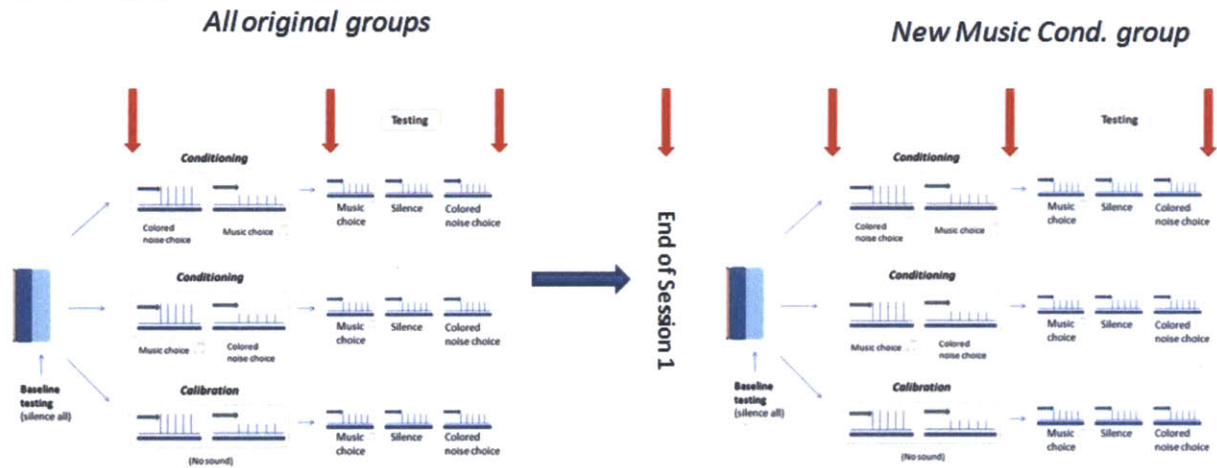 All original groups
New Music Cond. group
Testing
Conditioning
Colored
noise choice
Music choice
Music
choice
Silence
Colored
noise choice
Conditioning
Music choice
Colored
noise choice
Music
choice
Silence
Colored
noise choice
Baseline
testing
(silence all)
Calibration
(No sound)
Music
choice
Silence
Colored
noise choice
End of Session 1
Testing
Conditioning
Colored
noise choice
Music choice
Music
choice
Silence
Colored
noise choice
Conditioning
Music choice
Colored
noise choice
Music
choice
Silence
Colored
noise choice
Baseline
testing
(silence all)
Calibration
(No sound)
Music
choice
Silence
Colored
noise choice